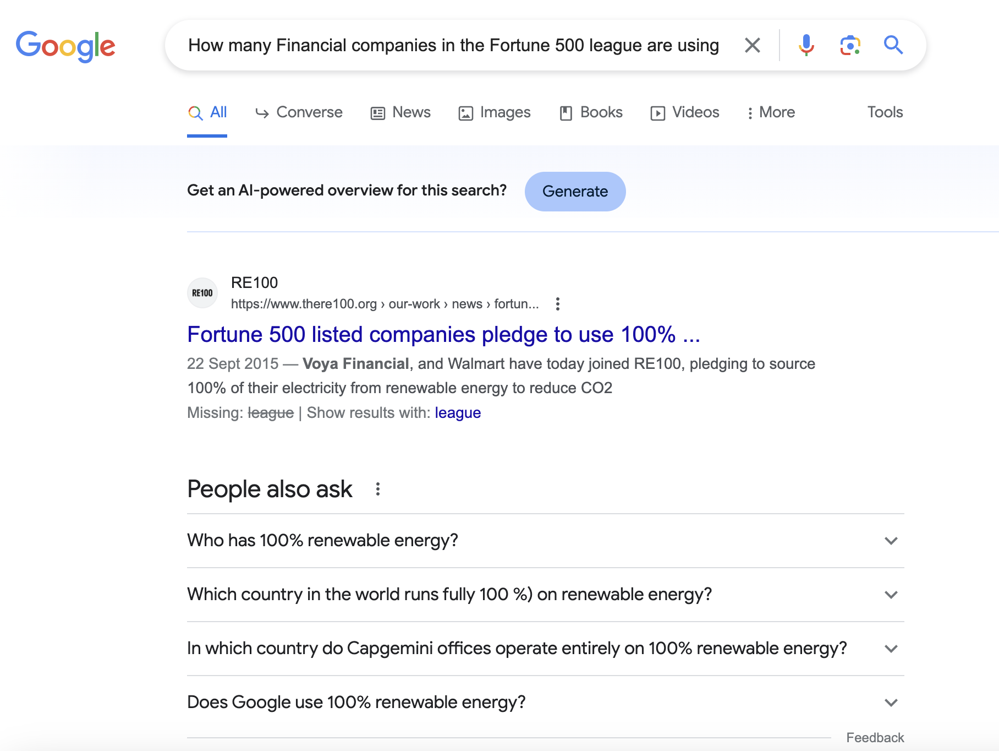 Google
How many Financial companies in the Fortune 500 league are using
All Converse News Images Books Videos More Tools
Get an AI-powered overview for this search? Generate
RE100
RE100
https://www.there100.org › our-work › news › fortun...
Fortune 500 listed companies pledge to use 100% ...
22 Sept 2015 — Voya Financial, and Walmart have today joined RE100, pledging to source
100% of their electricity from renewable energy to reduce CO2
Missing: league | Show results with: league
People also ask
Who has 100% renewable energy?
Which country in the world runs fully 100 %) on renewable energy?
In which country do Capgemini offices operate entirely on 100% renewable energy?
Does Google use 100% renewable energy?
Feedback